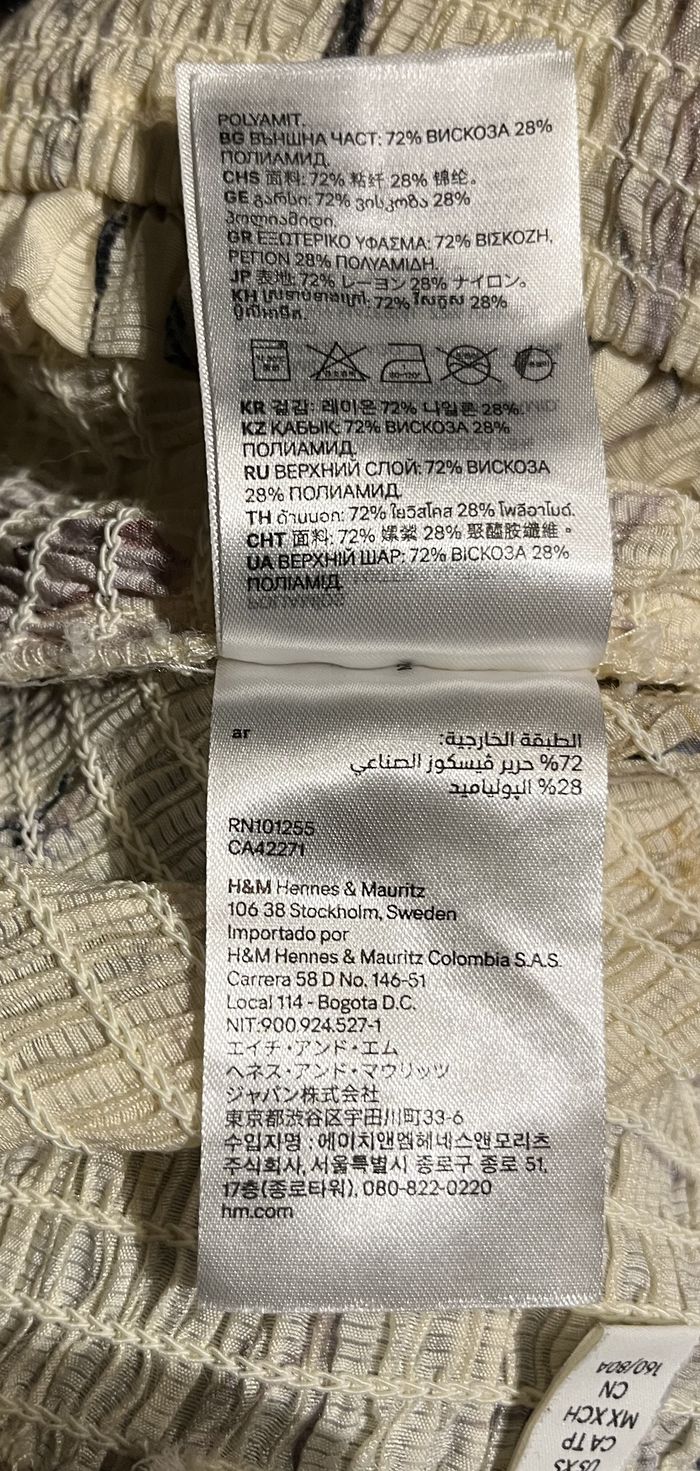 POLYAMIT.
BG ВЪНШНА ЧАСТ: 72% ВИСКОЗА 28%
ПОЛИАМИД.
CHS 面料: 72% 粘纤 28% 锦纶。
GE გარსი: 72% ვისკოზა 28%
პოლიამიდი.
GR ΕΞΩΤΕΡΙΚΟ ΥΦΑΣΜΑ: 72% ΒΙΣΚΟΖΗ,
ΡΕΓΙΟΝ 28% ΠΟΛΥΑΜΙΔΗ.
JP 表地: 72% レーヨン 28% ナイロン。
KH 72% 28%
KR 겉감: 레이온 72% 나일론 28%.
KZ ҚАБЫҚ: 72% ВИСКОЗА 28%
ПОЛИАМИД.
RU ВЕРХНИЙ СЛОЙ: 72% ВИСКОЗА
28% ПОЛИАМИД.
TH ด้านนอก: 72% ใยวิสโคส 28% โพลีอาไมด์.
CHT 面料: 72% 嫘縈 28% 聚醯胺纖維。
UA ВЕРХНІЙ ШАР: 72% ВІСКОЗА 28%
ПОЛІАМІД.
ar
الطبقة الخارجية:
72% حرير ڤيسكوز الصناعي
28% البولياميد
RN101255
CA42271
H&M Hennes & Mauritz
106 38 Stockholm, Sweden
Importado por
H&M Hennes & Mauritz Colombia S.A.S.
Carrera 58 D No. 146-51
Local 114 - Bogota D.C.
NIT:900.924.527-1
エイチ・アンド・エム
ヘネス・アンド・マウリッツ
ジャパン株式会社
東京都渋谷区宇田川町33-6
수입자명 : 에이치앤엠헤네스앤모리츠
주식회사, 서울특별시 종로구 종로 51,
17층(종로타워), 080-822-0220
hm.com
160/80A
CN
MX XCH
CA TP
USXS